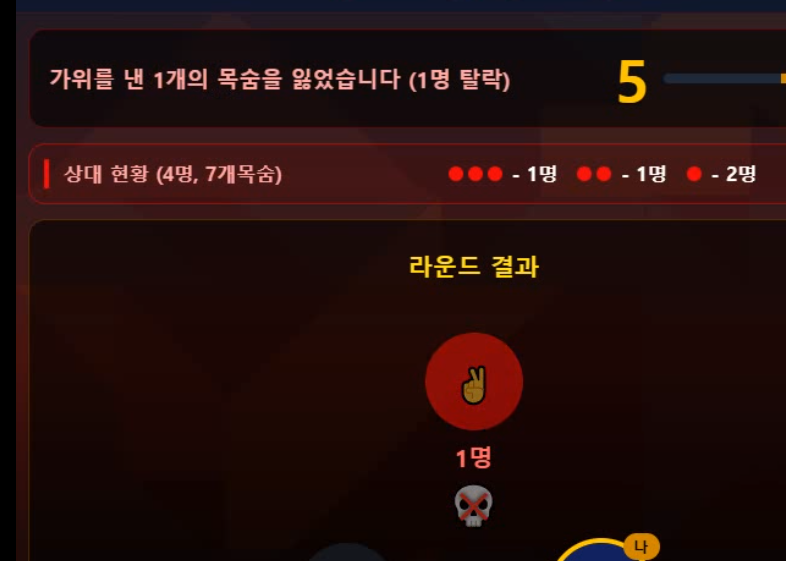 가위를 낸 1개의 목숨을 잃었습니다 (1명 탈락)
5
상대 현황 (4명, 7개목숨)
- 1명 - 1명 - 2명
라운드 결과
1명
나